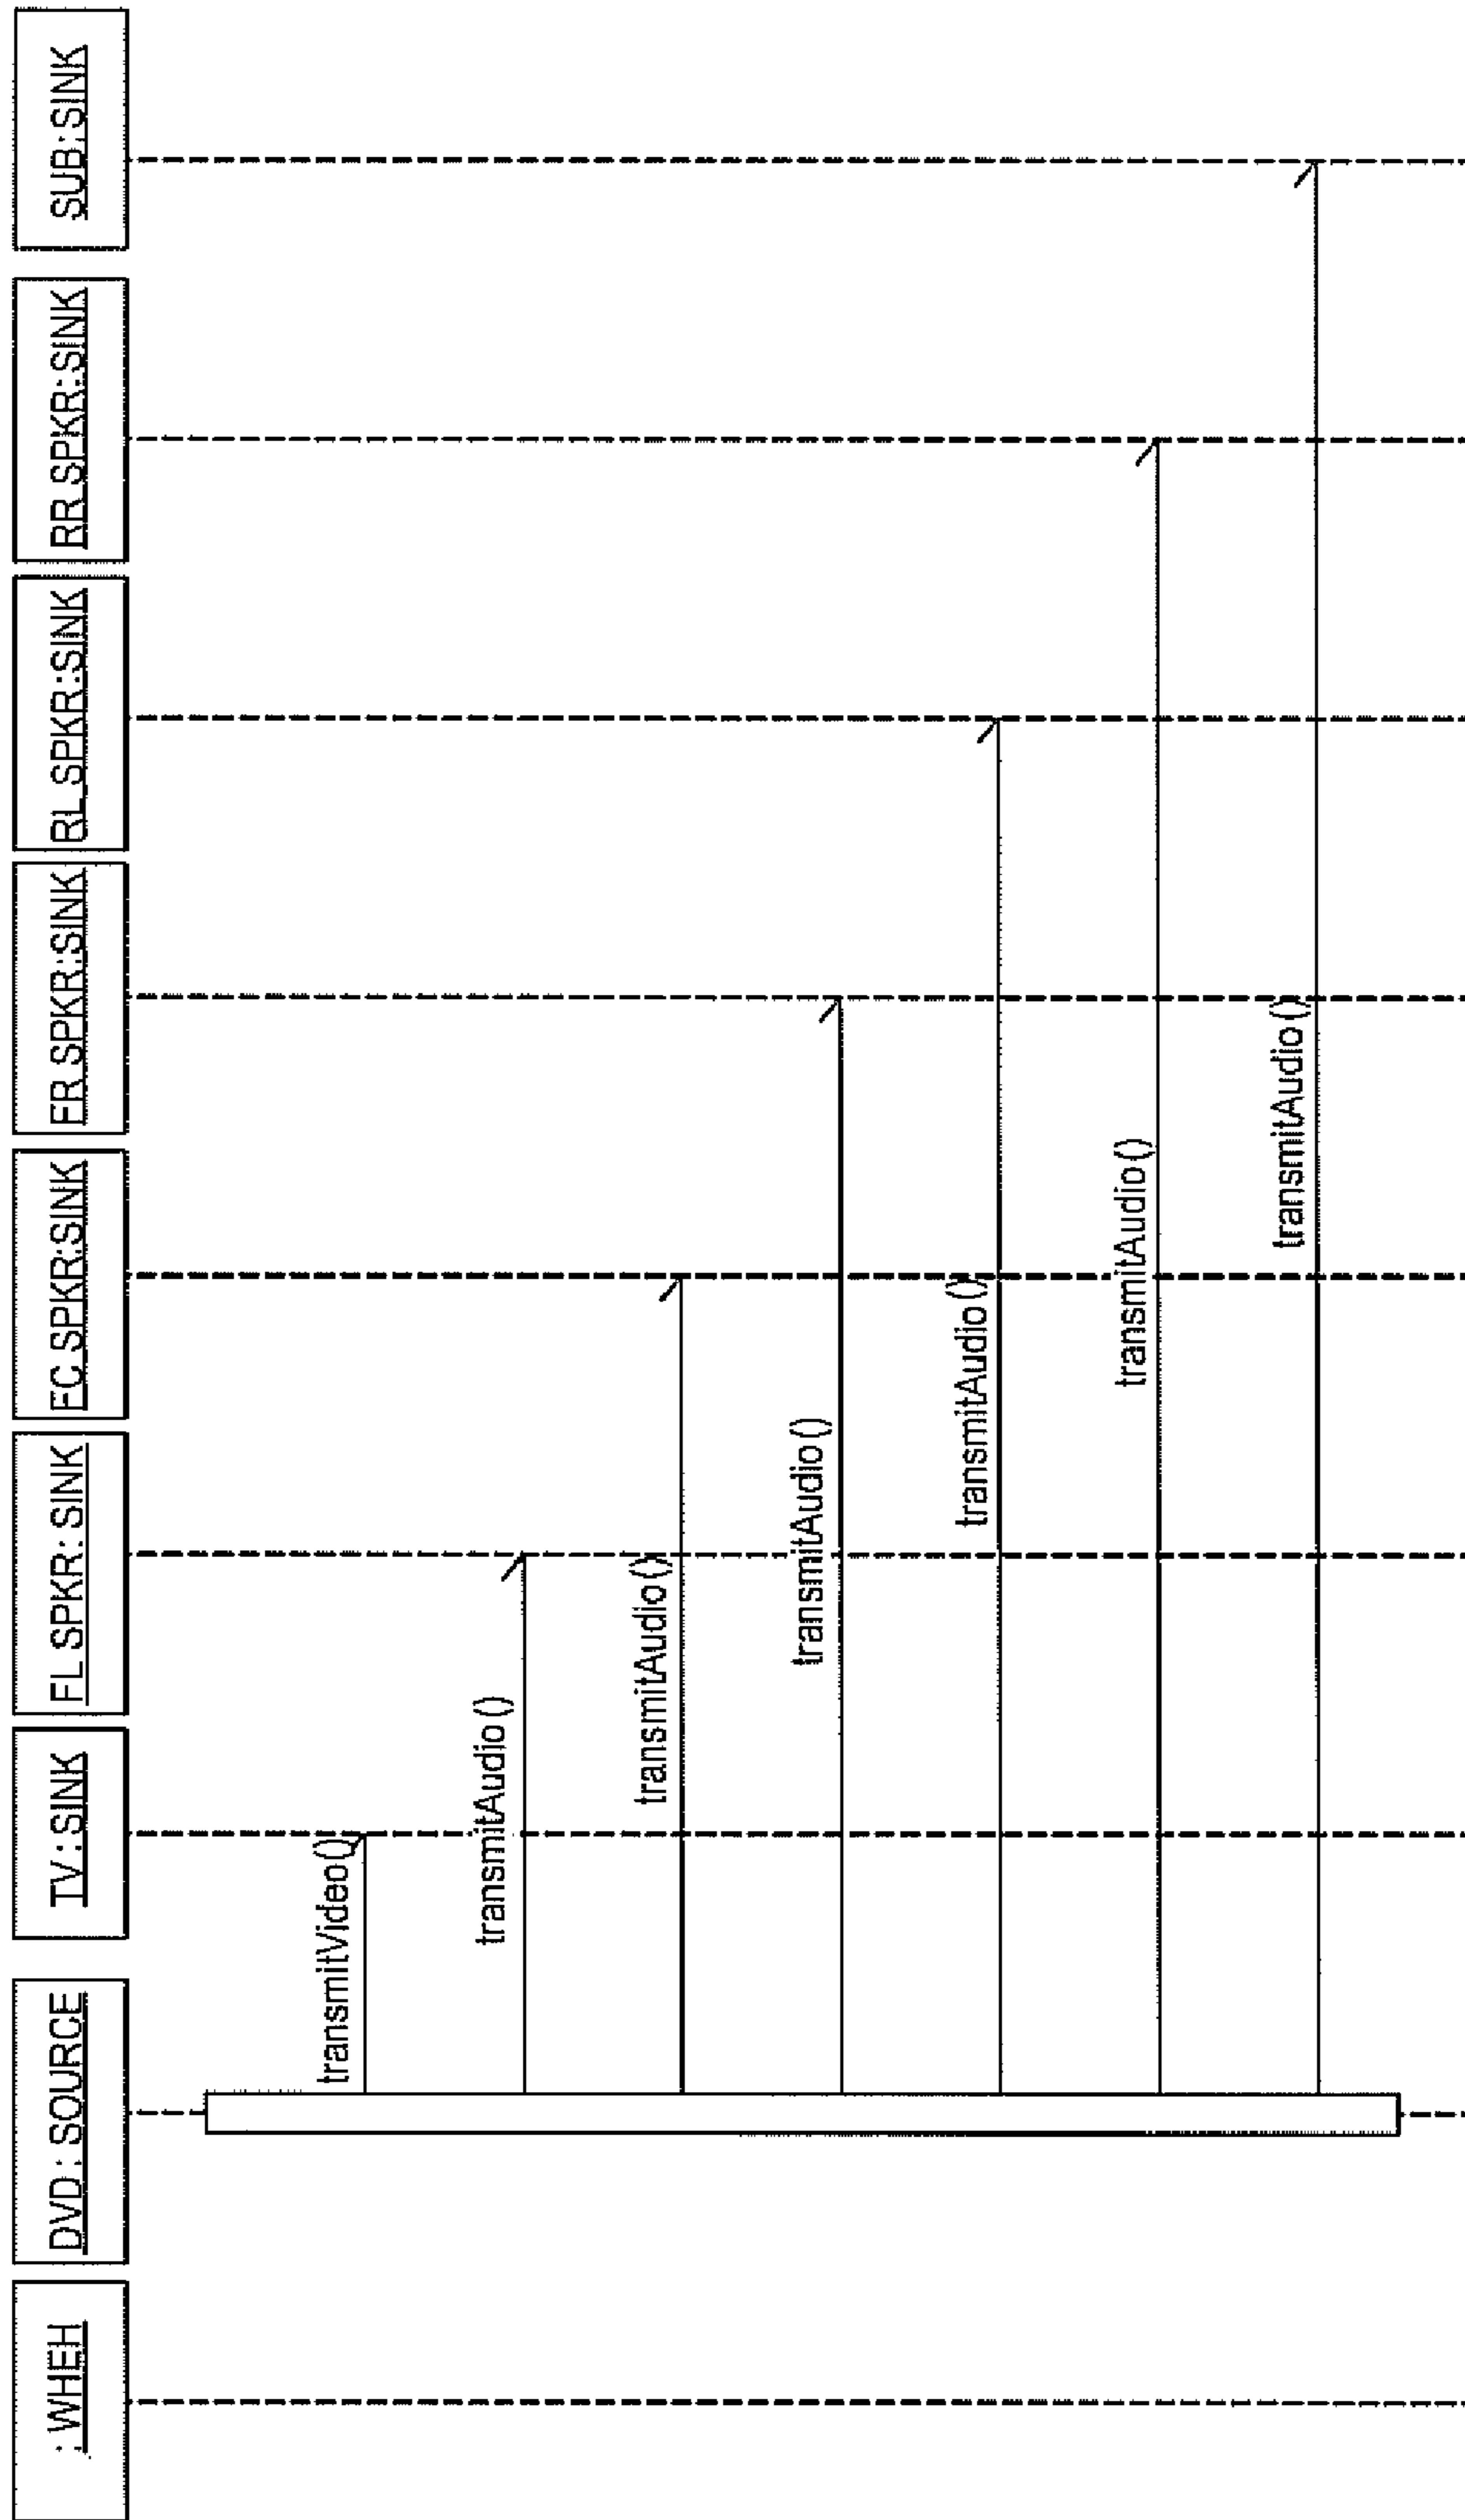 : WHEH
DVD : SOURCE
TV : SINK
FL SPKR : SINK
FC SPKR : SINK
FR SPKR : SINK
RL SPKR : SINK
RR SPKR : SINK
SUB : SINK
transmitVideo ()
transmitAudio ()
transmitAudio ()
transmitAudio ()
transmitAudio ()
transmitAudio ()
transmitAudio ()